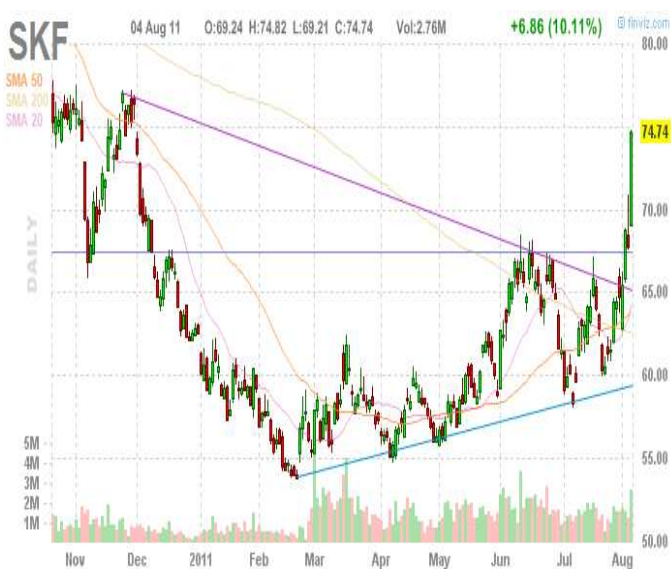 SKF 04 Aug 11 O:69.24 H:74.82 L:69.21 C:74.74 Vol:2.76M +6.86 (10.11%) © finviz.com
80.00
SMA 50
SMA 200
SMA 20
74.74
70.00
DAILY
65.00
60.00
55.00
5M
4M
3M
2M
1M
50.00
Nov Dec 2011 Feb Mar Apr May Jun Jul Aug